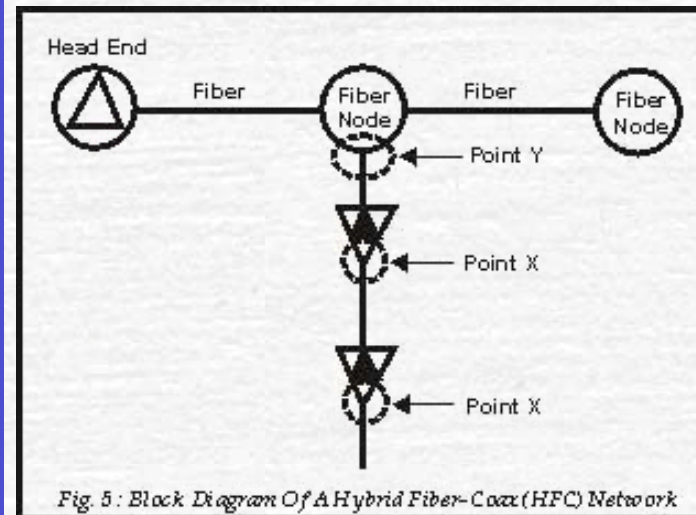 Head End
Fiber
Fiber
Node
Fiber
Fiber
Node
Point Y
Point X
Point X
Fig. 5 : Block Diagram Of A Hybrid Fiber-Coax (HFC) Network